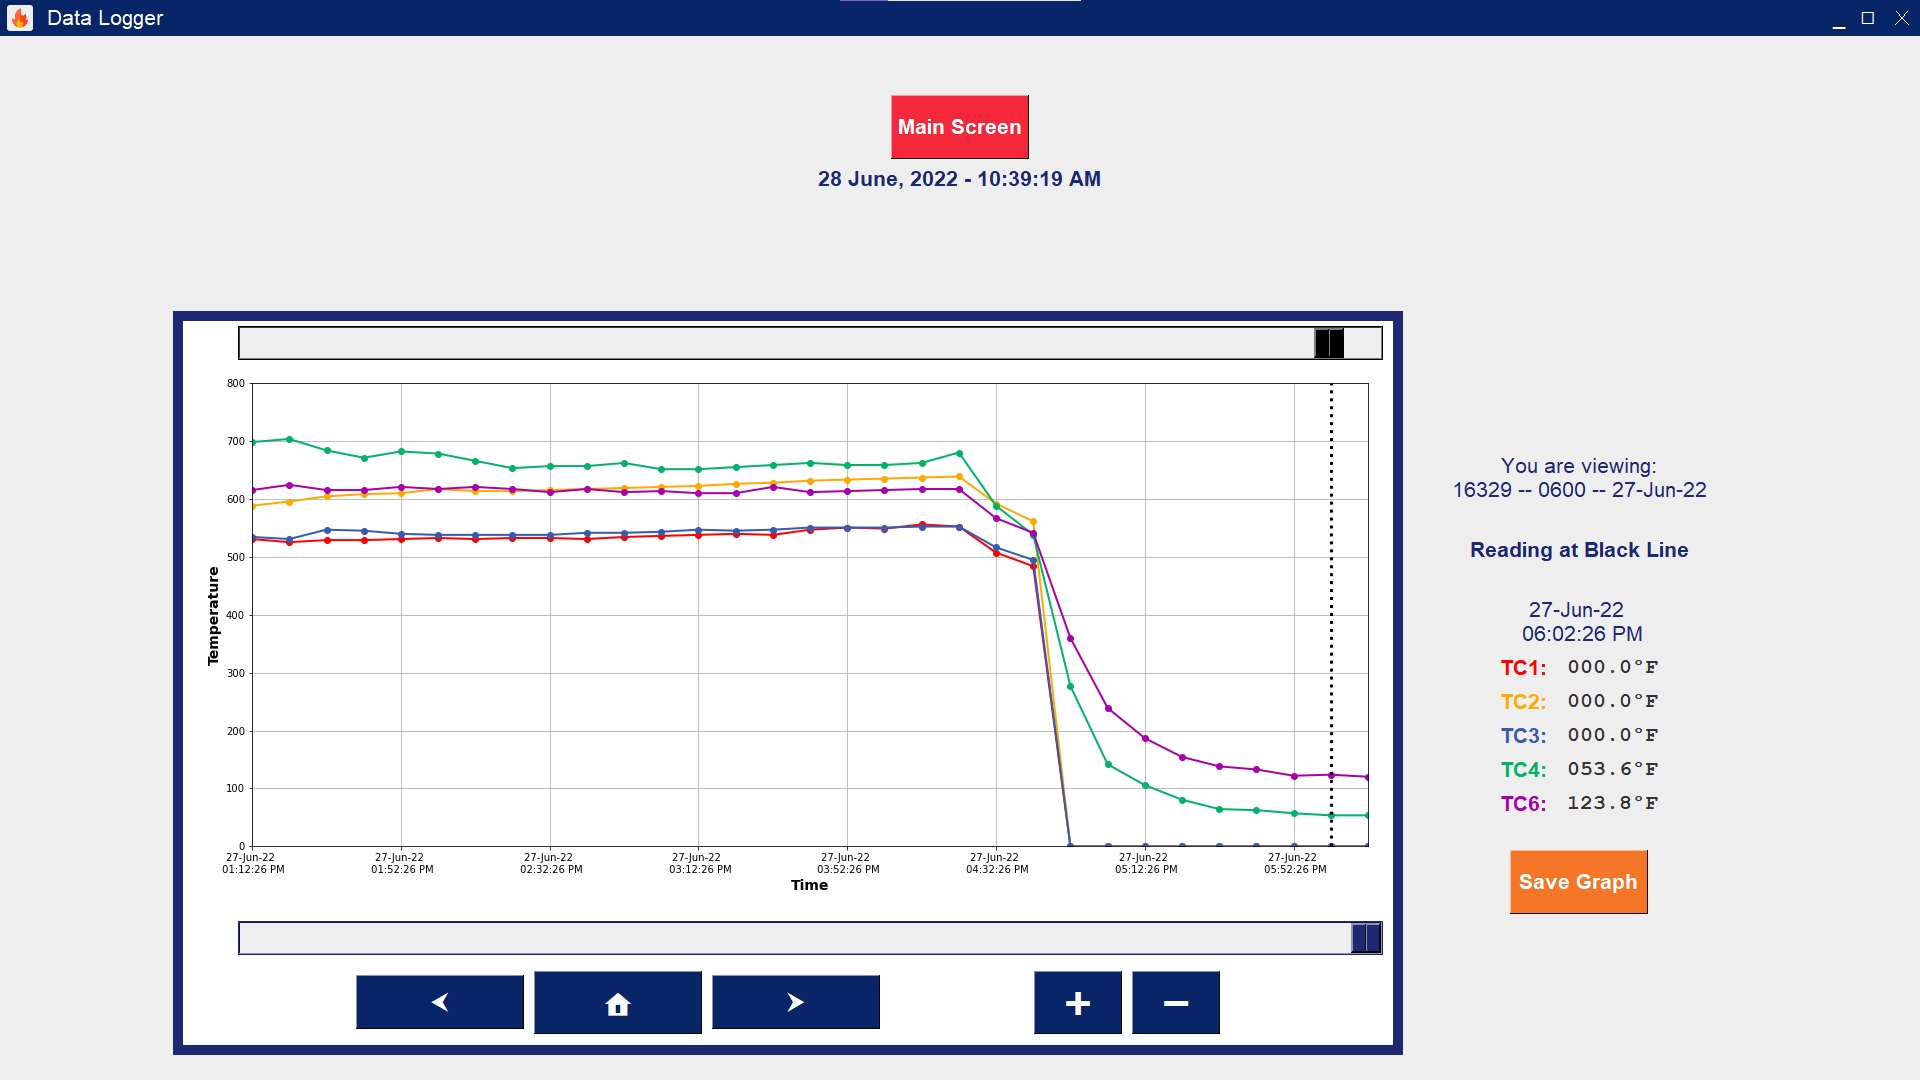 Data Logger
Main Screen
28 June, 2022 - 10:39:19 AM
800
700
600
500
400
300
200
100
0
Temperature
27-Jun-22
01:12:26 PM
27-Jun-22
01:52:26 PM
27-Jun-22
02:32:26 PM
27-Jun-22
03:12:26 PM
27-Jun-22
03:52:26 PM
27-Jun-22
04:32:26 PM
27-Jun-22
05:12:26 PM
27-Jun-22
05:52:26 PM
Time
You are viewing:
16329 -- 0600 -- 27-Jun-22
Reading at Black Line
27-Jun-22
06:02:26 PM
TC1: 000.0°F
TC2: 000.0°F
TC3: 000.0°F
TC4: 053.6°F
TC6: 123.8°F
Save Graph